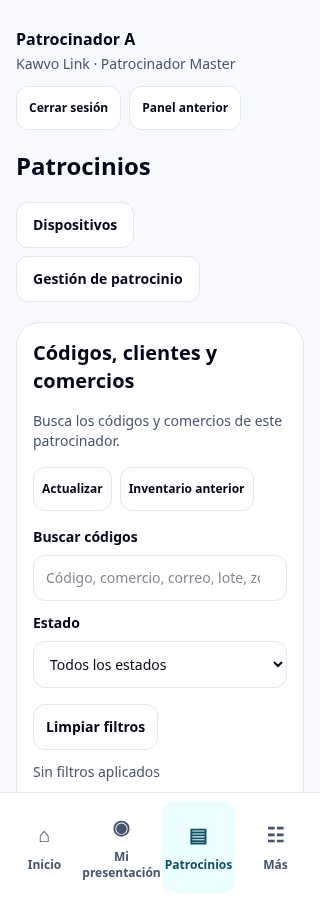 Patrocinador A
Kawvo Link · Patrocinador Master
Cerrar sesión
Panel anterior
Patrocinios
Dispositivos
Gestión de patrocinio
Códigos, clientes y
comercios
Busca los códigos y comercios de este
patrocinador.
Actualizar
Inventario anterior
Buscar códigos
Código, comercio, correo, lote, zo
Estado
Todos los estados
Limpiar filtros
Sin filtros aplicados
Inicio
Mi
presentación
Patrocinios
Más